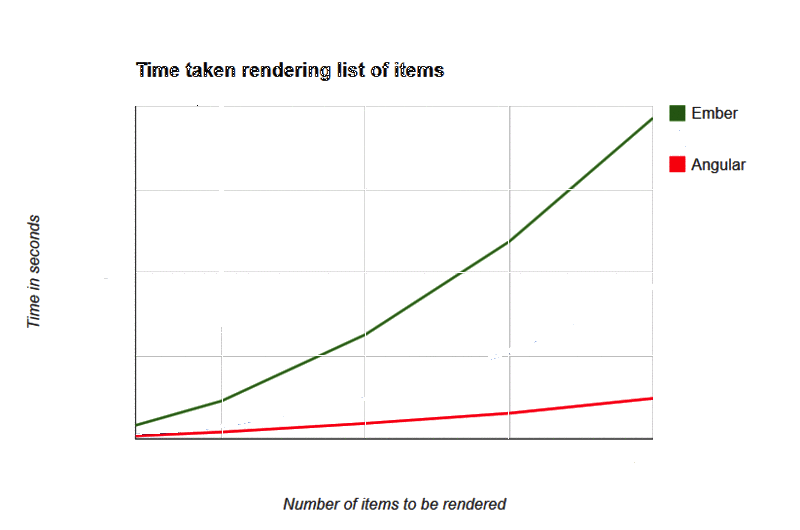 Time taken rendering list of items
Ember
Angular
Time in seconds
Number of items to be rendered